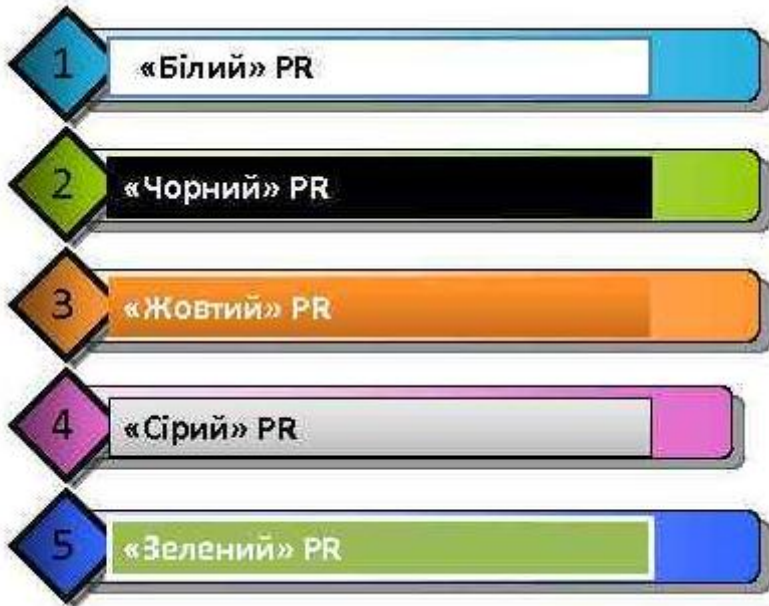 1 «Білий» PR
2 «Чорний» PR
3 «Жовтий» PR
4 «Сірий» PR
5 «Зелений» PR